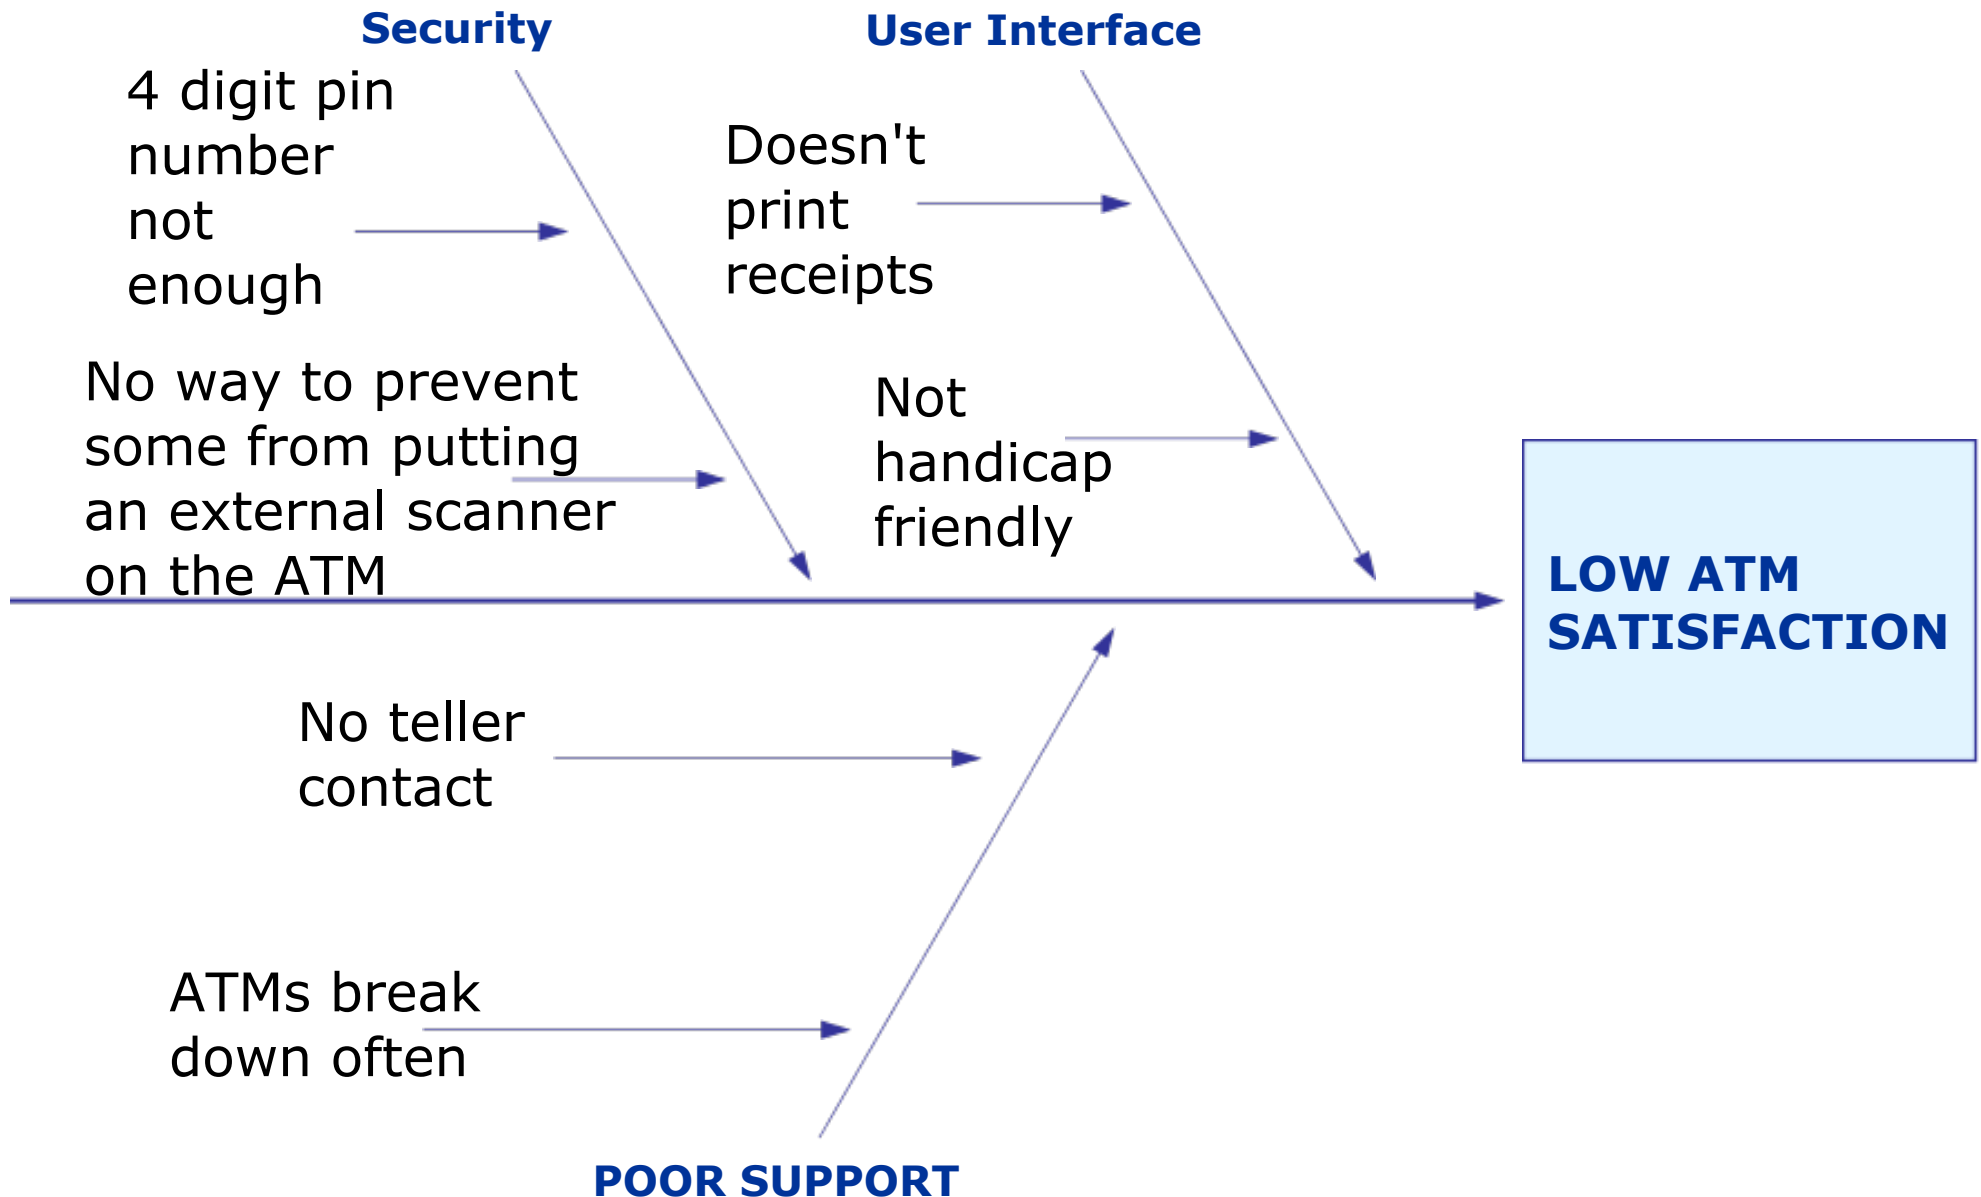 Security
User Interface
4 digit pin
number
not
enough
Doesn't
print
receipts
No way to prevent
some from putting
an external scanner
on the ATM
Not
handicap
friendly
LOW ATM
SATISFACTION
No teller
contact
ATMs break
down often
POOR SUPPORT